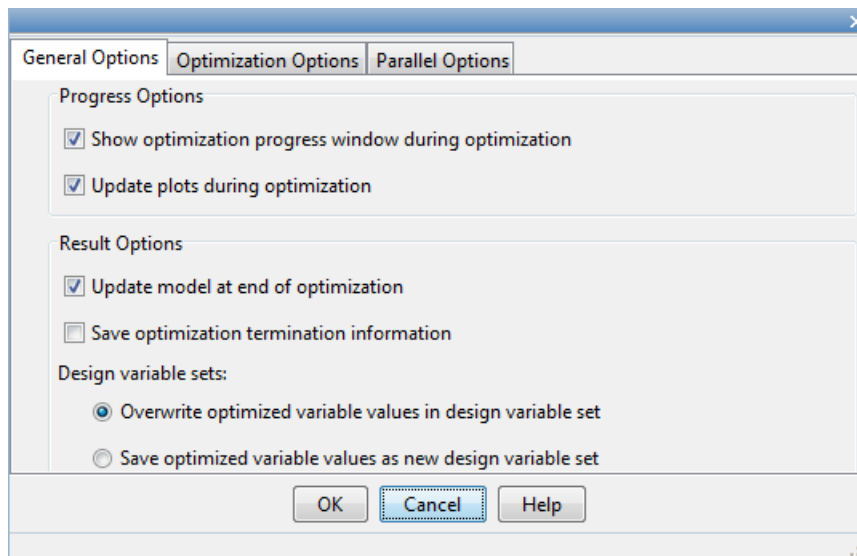 General Options Optimization Options Parallel Options
Progress Options
Show optimization progress window during optimization
Update plots during optimization
Result Options
Update model at end of optimization
Save optimization termination information
Design variable sets:
Overwrite optimized variable values in design variable set
Save optimized variable values as new design variable set
OK Cancel Help